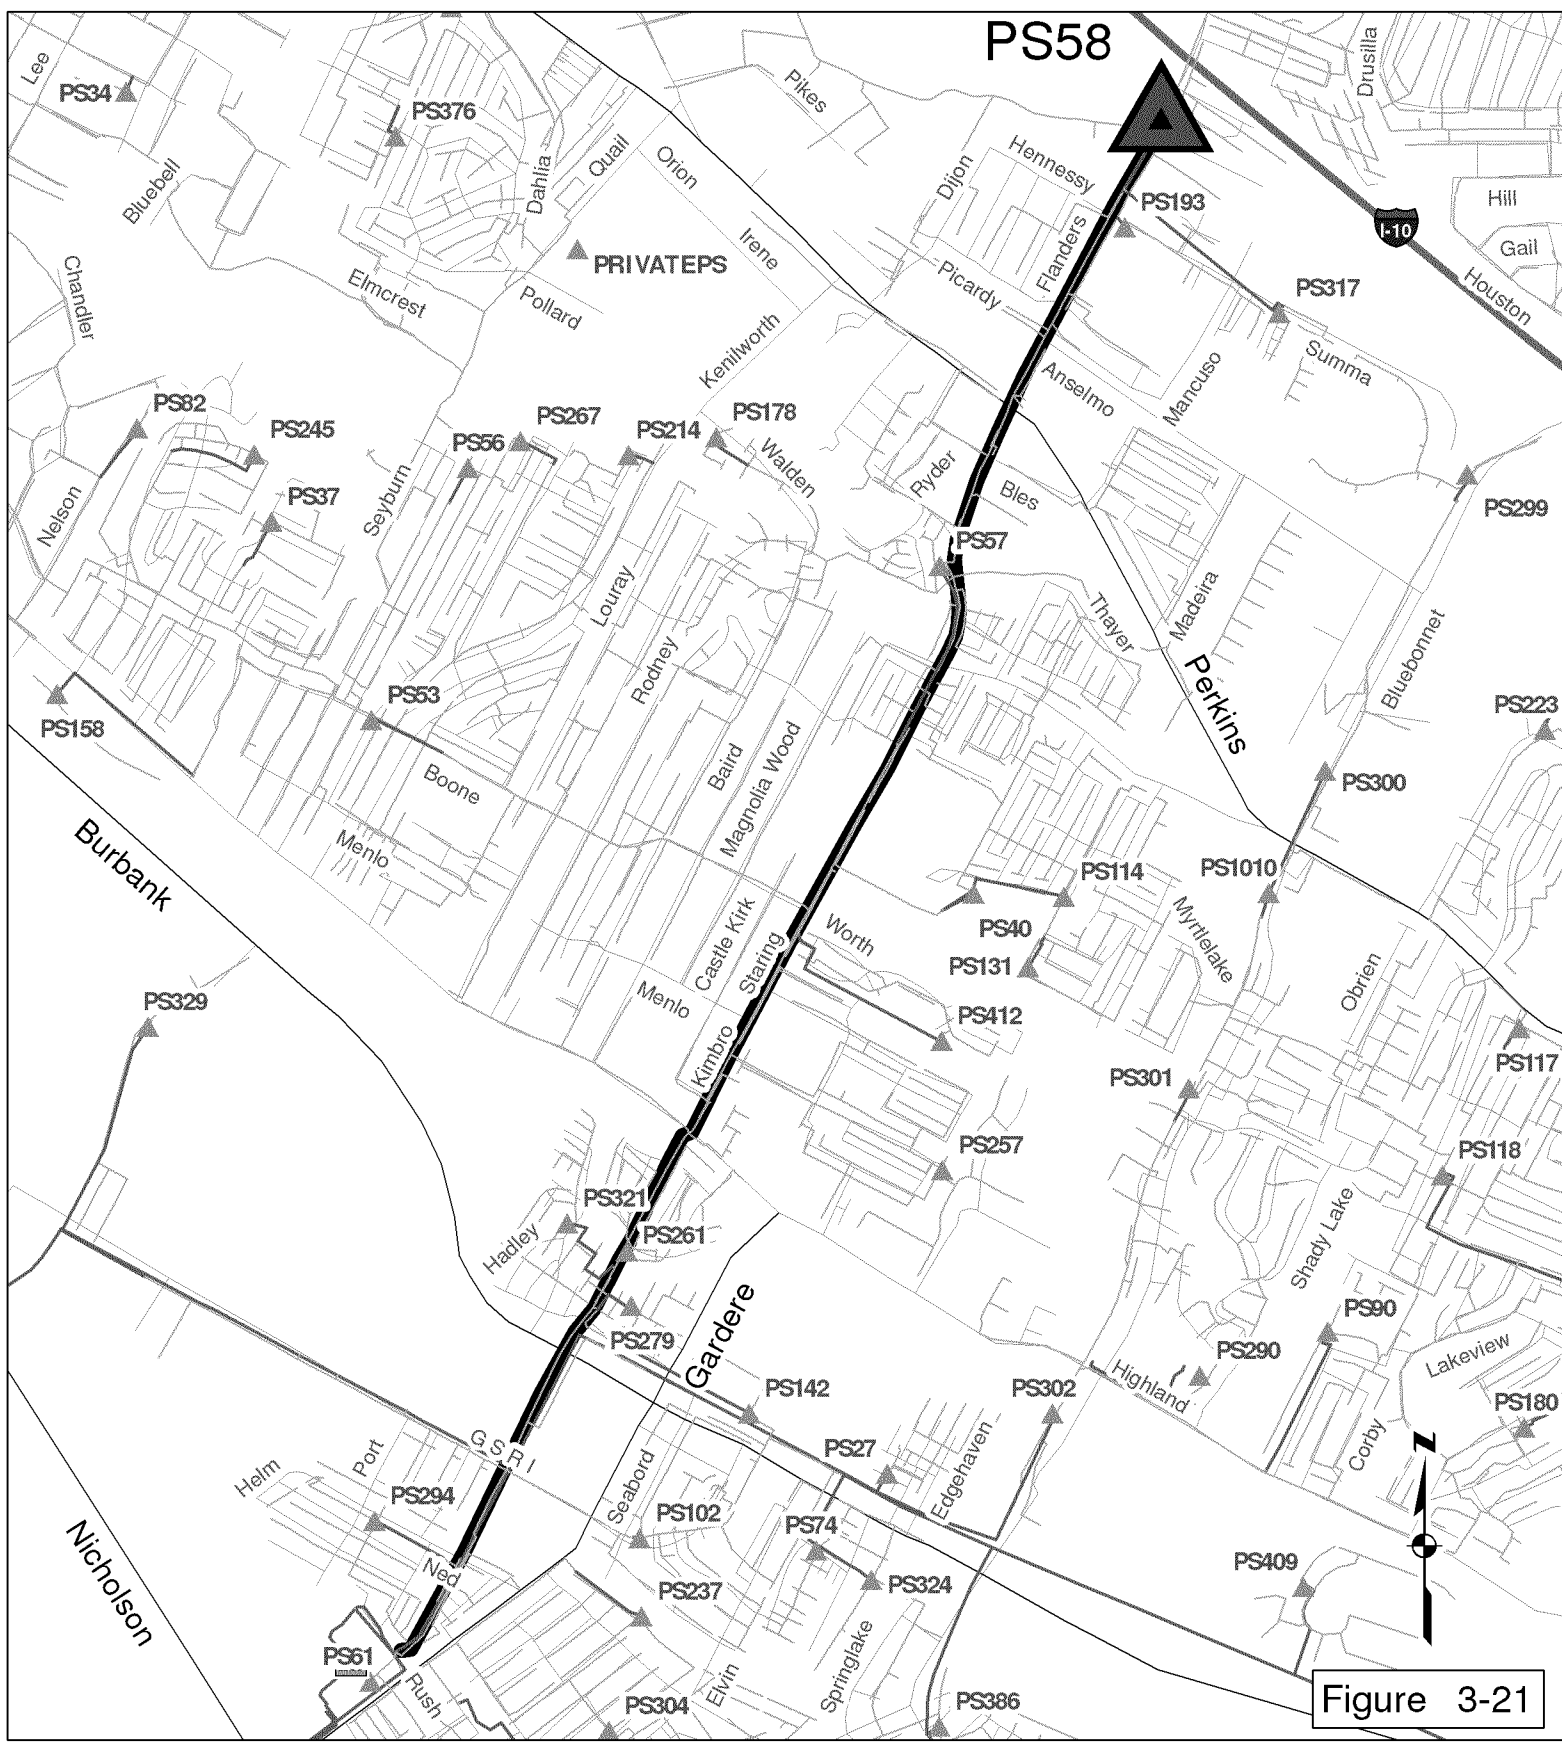 PS58
Lee
PS34
PS376
Bluebell
Dahlia
Quail
Orion
Irene
Pikes
Dijon
Hennessy
Drusilla
PS193
Hill
I-10
Gail
Houston
PRIVATEPS
Chandler
Elmcrest
Pollard
Kenilworth
Picardy
Flanders
PS317
Summa
Anselmo
Mancuso
PS82
PS245
PS56
PS267
PS214
PS178
Walden
Ryder
Bles
PS37
Nelson
Seyburn
PS57
PS299
Louray
Rodney
Thayer
Madeira
Bluebonnet
Perkins
PS158
PS53
Boone
Baird
Magnolia Wood
PS223
PS300
Burbank
Menlo
PS114
PS1010
PS40
Myrtlelake
Castle Kirk
Staring
Worth
PS131
Obrien
PS329
Menlo
Kimbro
PS412
PS117
PS301
PS257
PS118
PS321
PS261
Hadley
Shady Lake
PS279
Gardere
PS90
PS290
Lakeview
Highland
PS142
PS302
PS180
GSRI
PS27
Edgehaven
Corby
Z
Helm
Port
PS294
Seabord
PS102
PS74
Ned
PS237
PS324
PS409
Nicholson
PS61
Rush
PS304
Elvin
Springlake
PS386
Figure 3-21